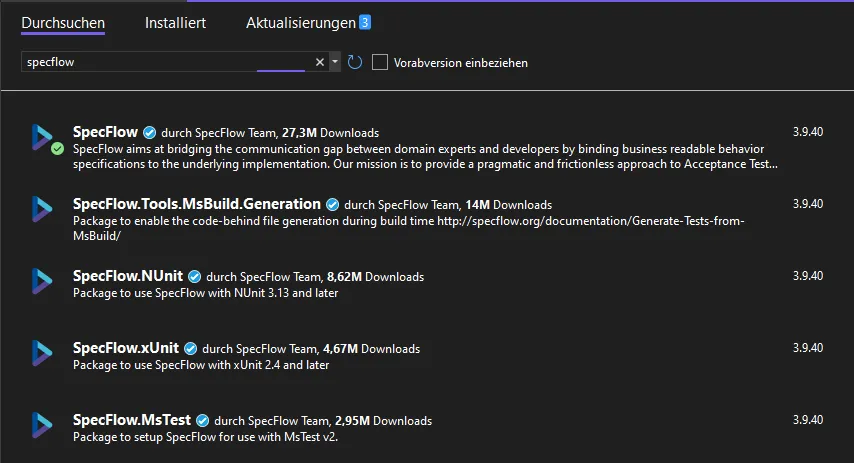 Durchsuchen Installiert Aktualisierungen 3
specflow Vorabversion einbeziehen
SpecFlow durch SpecFlow Team, 27,3M Downloads 3.9.40
SpecFlow aims at bridging the communication gap between domain experts and developers by binding business readable behavior
specifications to the underlying implementation. Our mission is to provide a pragmatic and frictionless approach to Acceptance Test...
SpecFlow.Tools.MsBuild.Generation durch SpecFlow Team, 14M Downloads 3.9.40
Package to enable the code-behind file generation during build time http://specflow.org/documentation/Generate-Tests-from-
MsBuild/
SpecFlow.NUnit durch SpecFlow Team, 8,62M Downloads 3.9.40
Package to use SpecFlow with NUnit 3.13 and later
SpecFlow.xUnit durch SpecFlow Team, 4,67M Downloads 3.9.40
Package to use SpecFlow with xUnit 2.4 and later
SpecFlow.MsTest durch SpecFlow Team, 2,95M Downloads 3.9.40
Package to setup SpecFlow for use with MsTest v2.